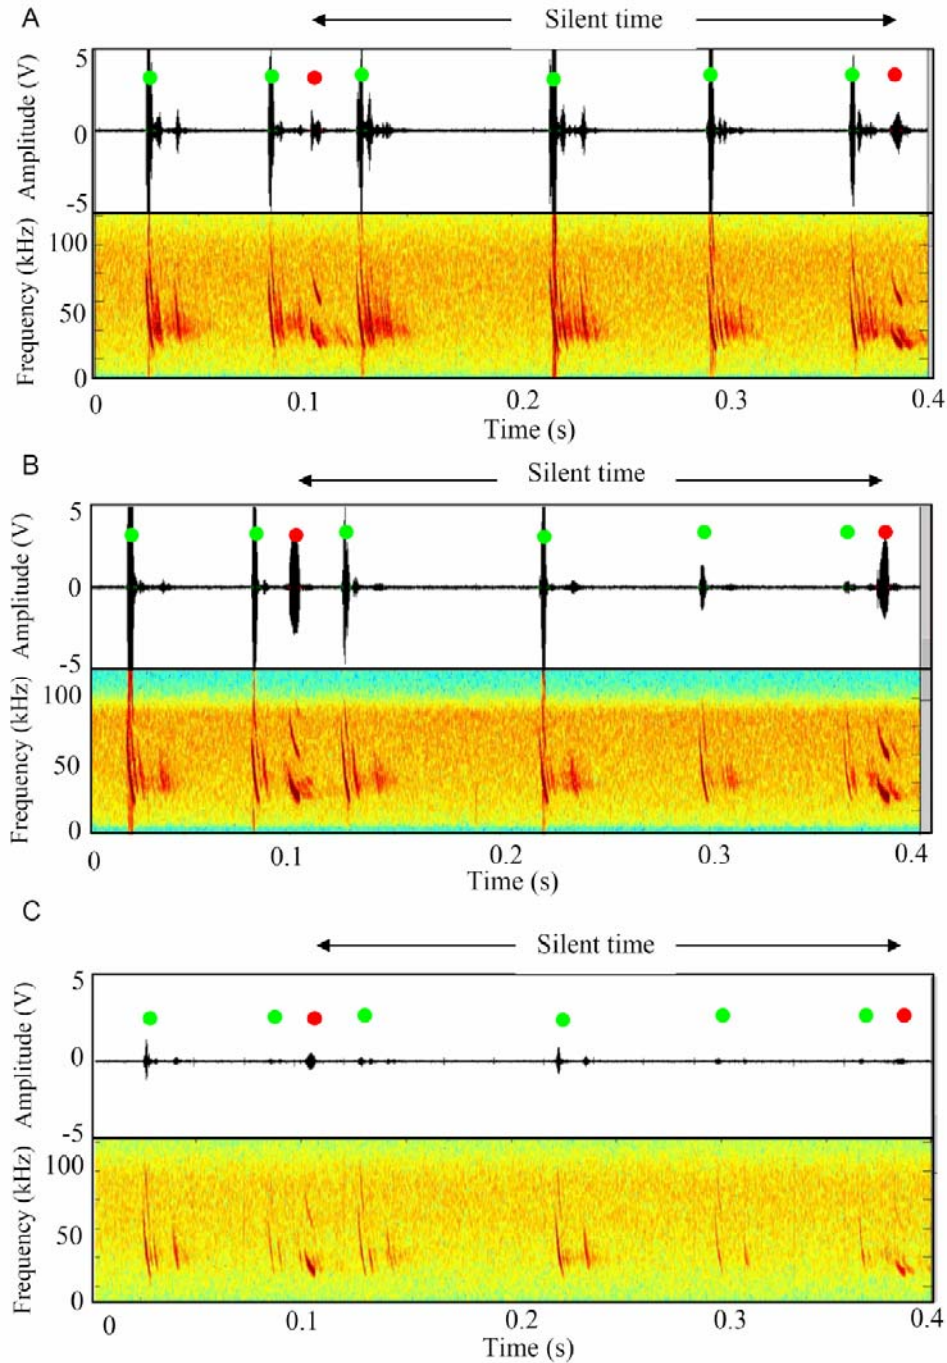 A
Silent time
Amplitude (V)
5
0
-5
Frequency (kHz)
100
50
0
0 0.1 0.2 0.3 0.4
Time (s)
B
Silent time
Amplitude (V)
5
0
-5
Frequency (kHz)
100
50
0
0 0.1 0.2 0.3 0.4
Time (s)
C
Silent time
Amplitude (V)
5
0
-5
Frequency (kHz)
100
50
0
0 0.1 0.2 0.3 0.4
Time (s)